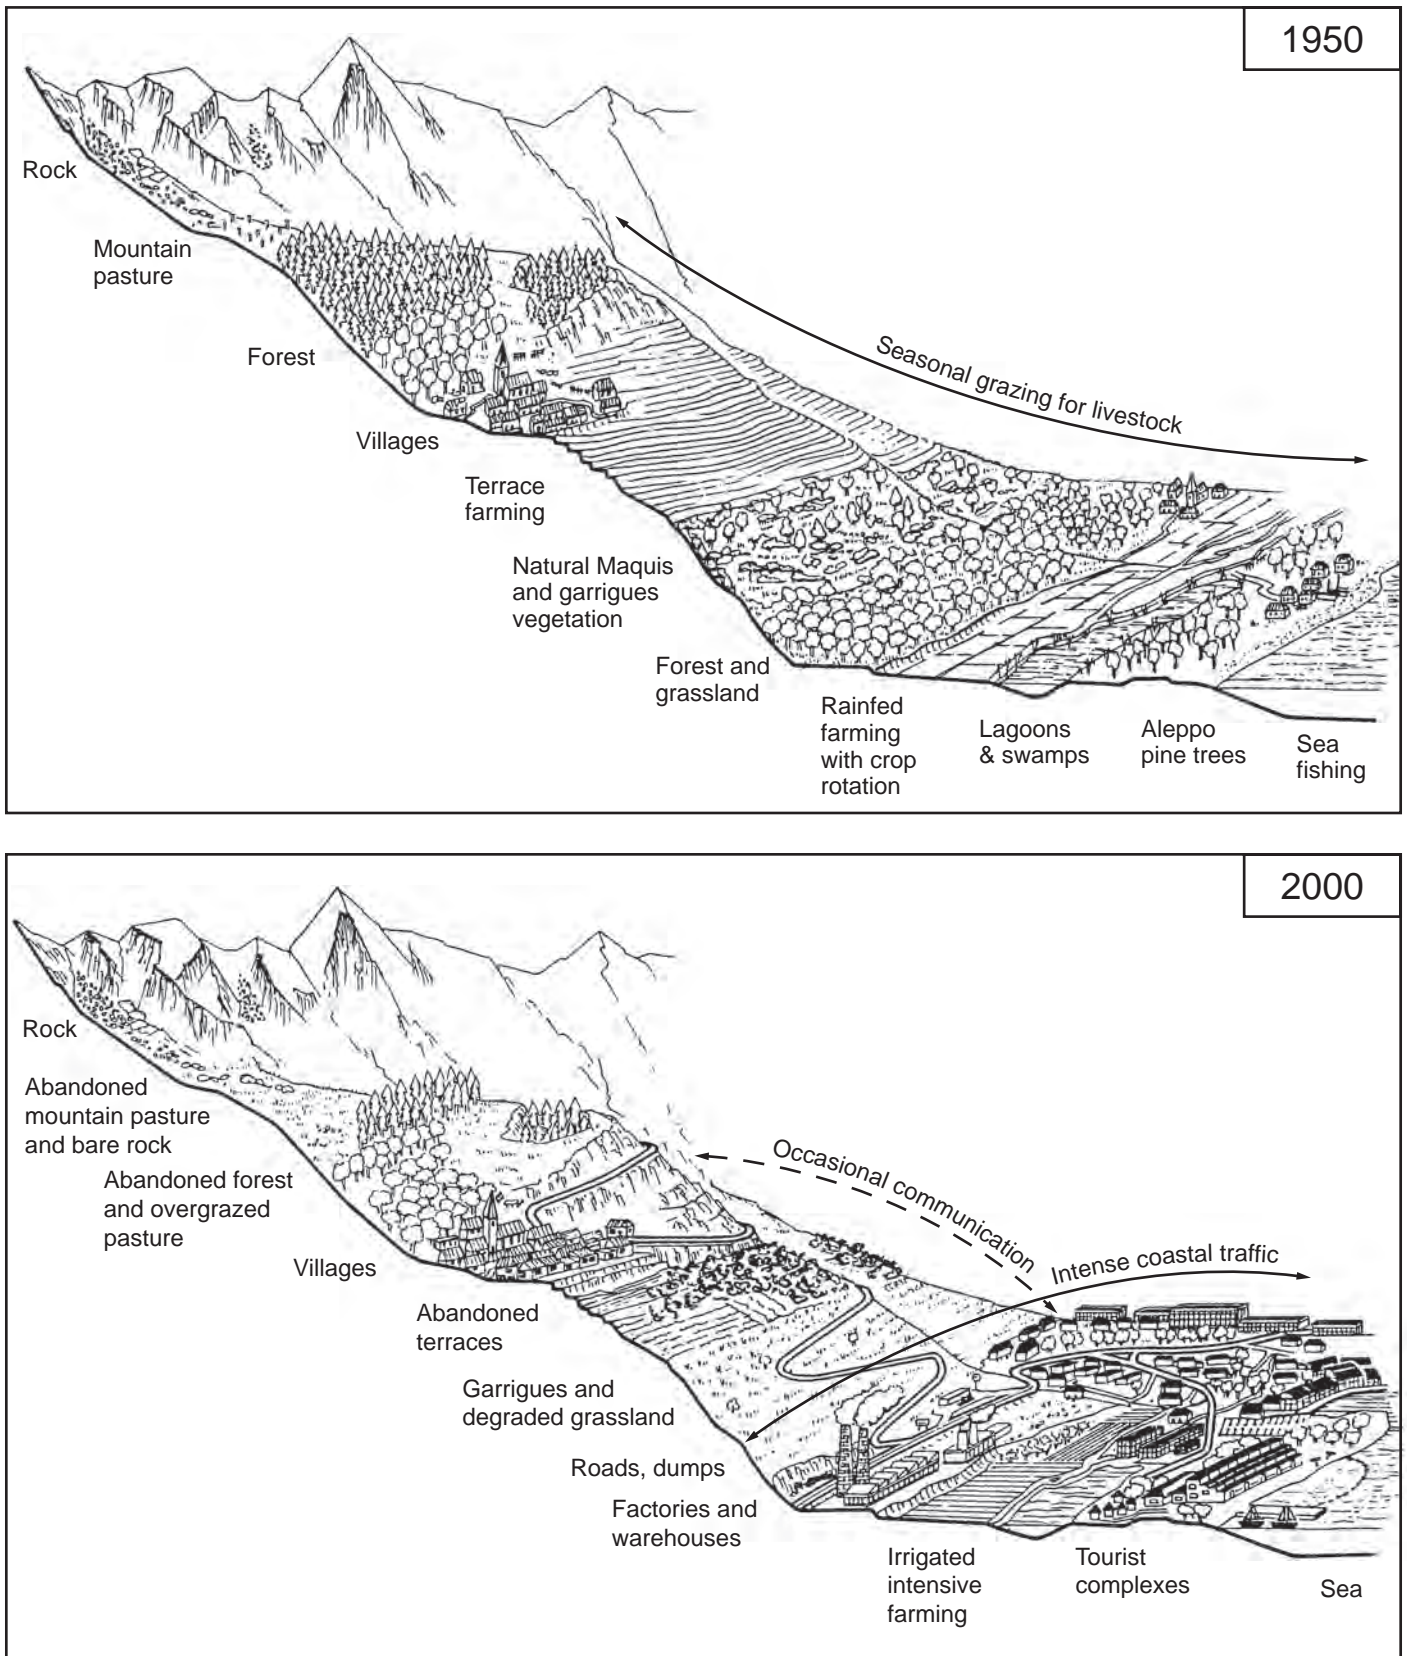 1950
Rock
Mountain
pasture
Forest
Seasonal grazing for livestock
Villages
Terrace
farming
Natural Maquis
and garrigues
vegetation
Forest and
grassland
Rainfed
farming
with crop
rotation
Lagoons
& swamps
Aleppo
pine trees
Sea
fishing
2000
Rock
Abandoned
mountain pasture
and bare rock
Abandoned forest
and overgrazed
pasture
Occasional communication
Intense coastal traffic
Villages
Abandoned
terraces
Garrigues and
degraded grassland
Roads, dumps
Factories and
warehouses
Irrigated
intensive
farming
Tourist
complexes
Sea